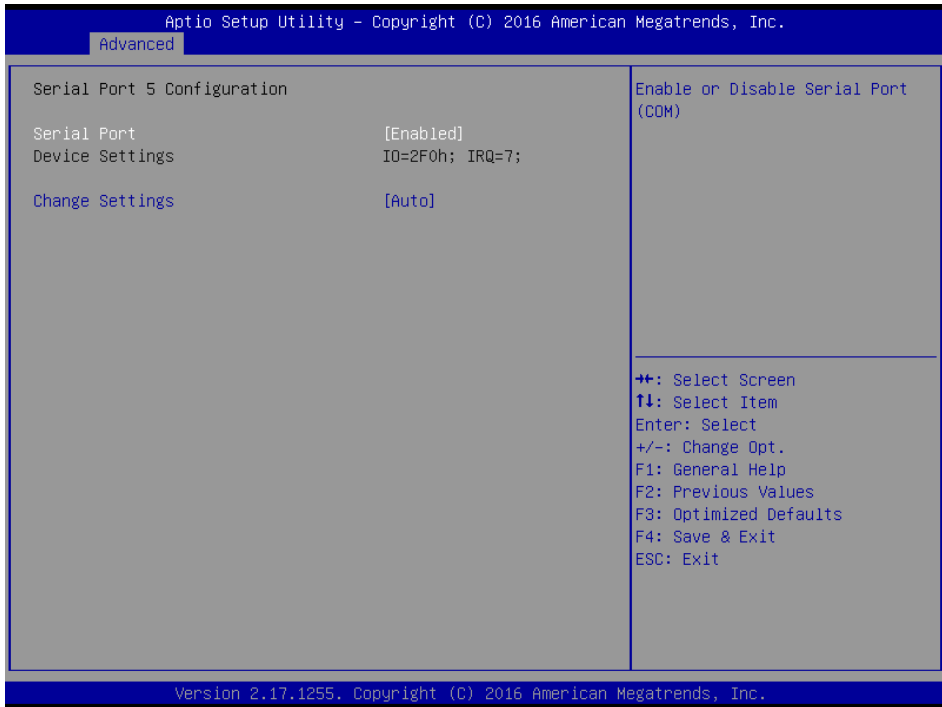 Aptio Setup Utility – Copyright (C) 2016 American Megatrends, Inc.
Advanced
Serial Port 5 Configuration
Serial Port [Enabled]
Device Settings IO=2F0h; IRQ=7;
Change Settings [Auto]
Enable or Disable Serial Port
(COM)
→←: Select Screen
↑↓: Select Item
Enter: Select
+/-: Change Opt.
F1: General Help
F2: Previous Values
F3: Optimized Defaults
F4: Save & Exit
ESC: Exit
Version 2.17.1255. Copyright (C) 2016 American Megatrends, Inc.